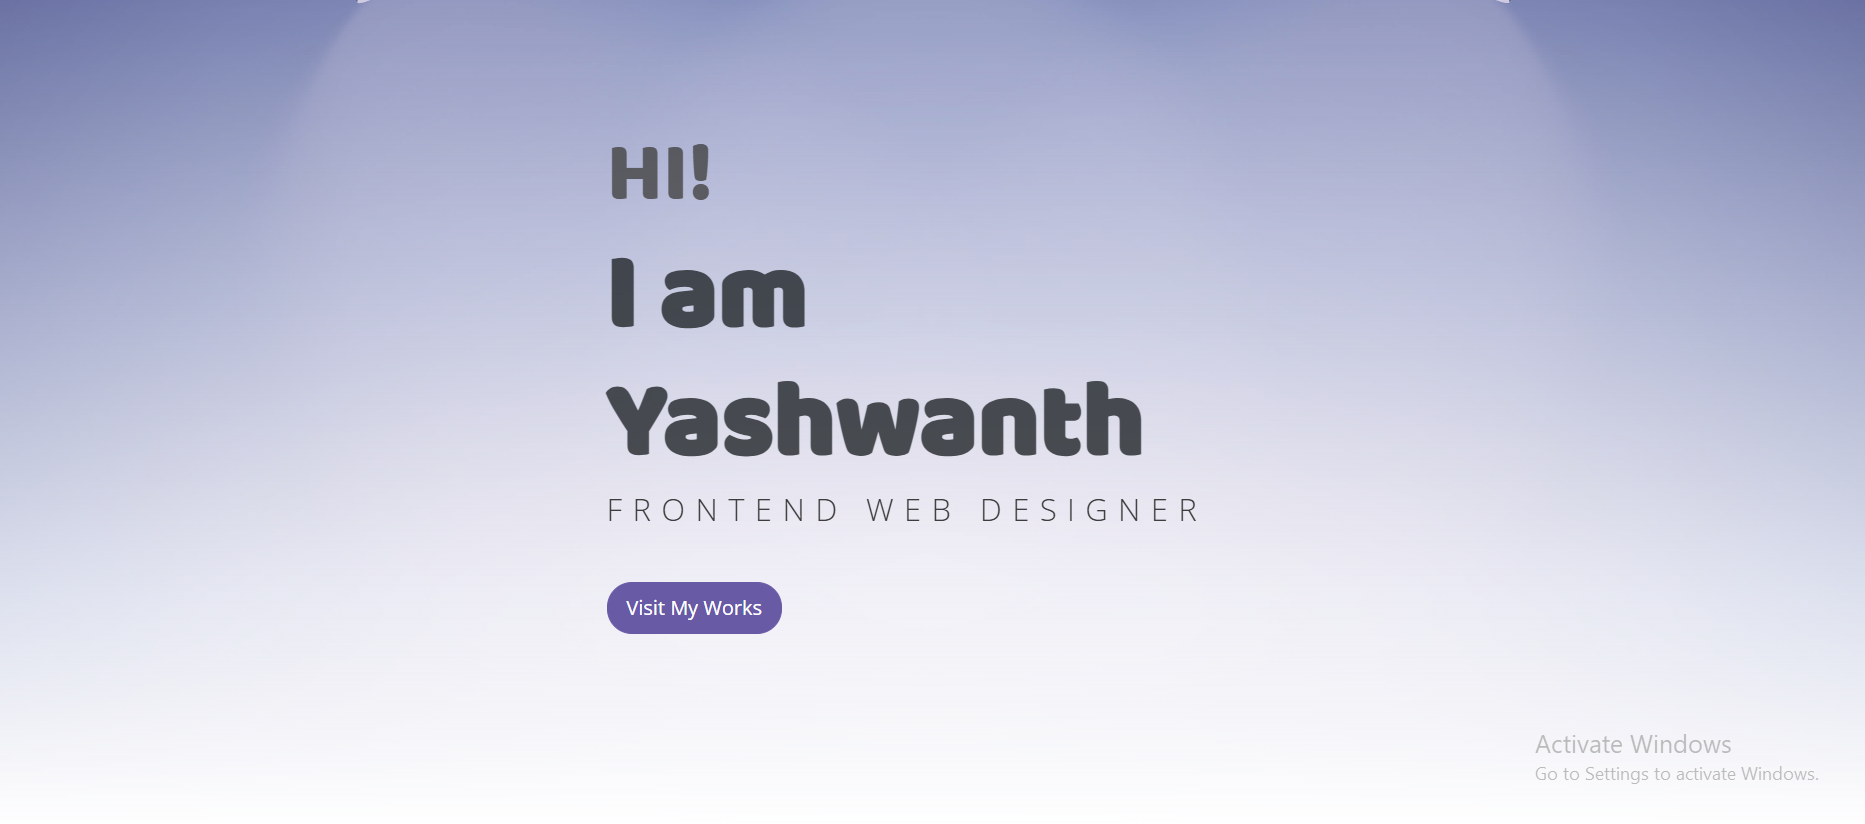 HI!
I am
Yashwanth
FRONTEND WEB DESIGNER
Visit My Works
Activate Windows
Go to Settings to activate Windows.